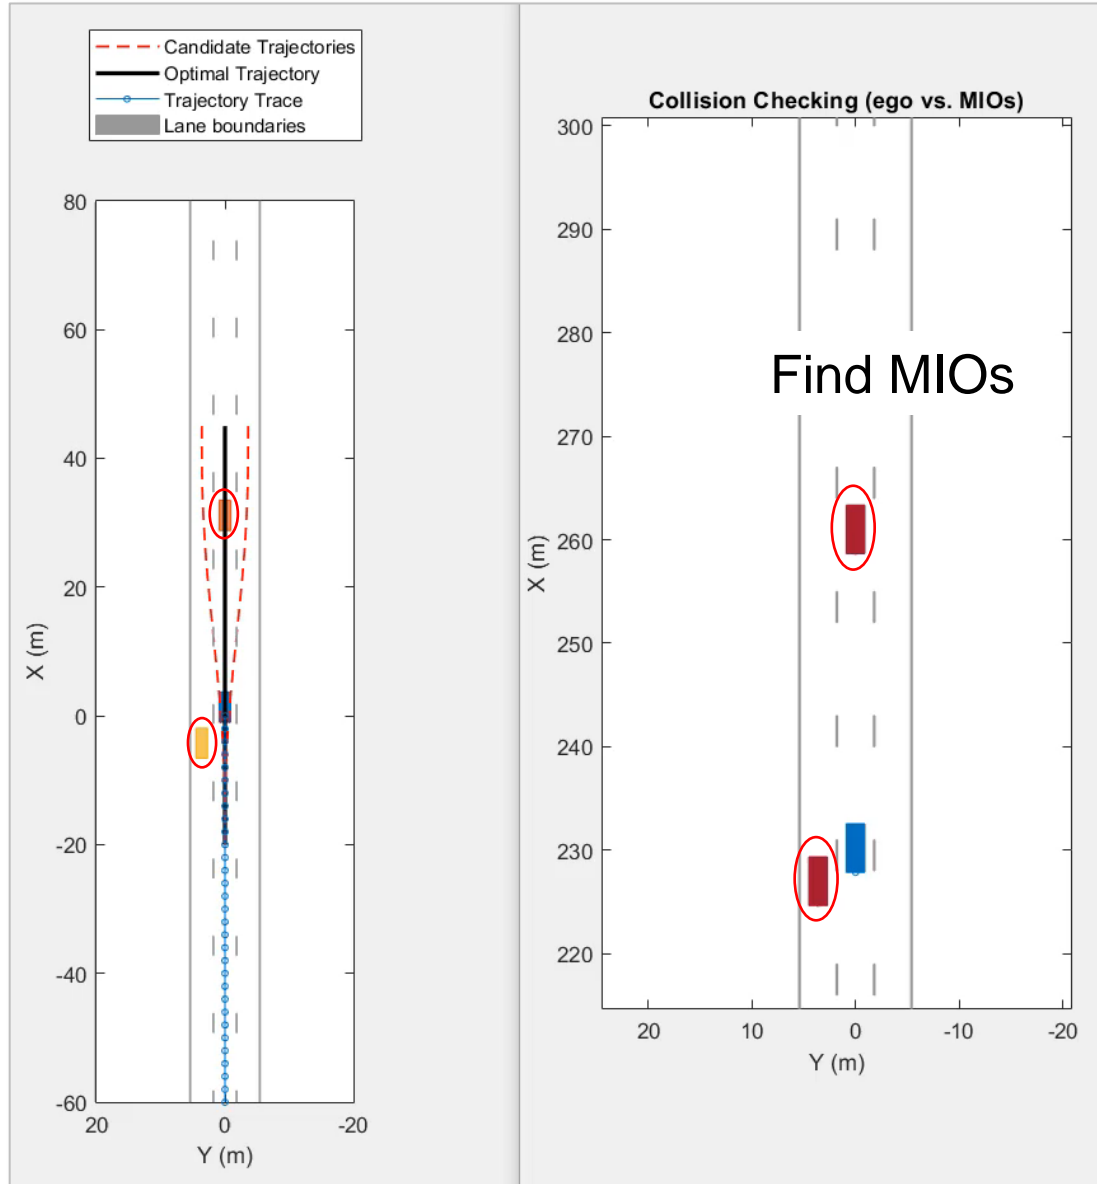 Candidate Trajectories
Optimal Trajectory
Trajectory Trace
Lane boundaries
80
60
40
20
0
-20
-40
-60
20
0
-20
X (m)
Y (m)
Collision Checking (ego vs. MIOs)
300
290
280
Find MIOs
270
260
250
240
230
220
20
10
0
-10
-20
X (m)
Y (m)